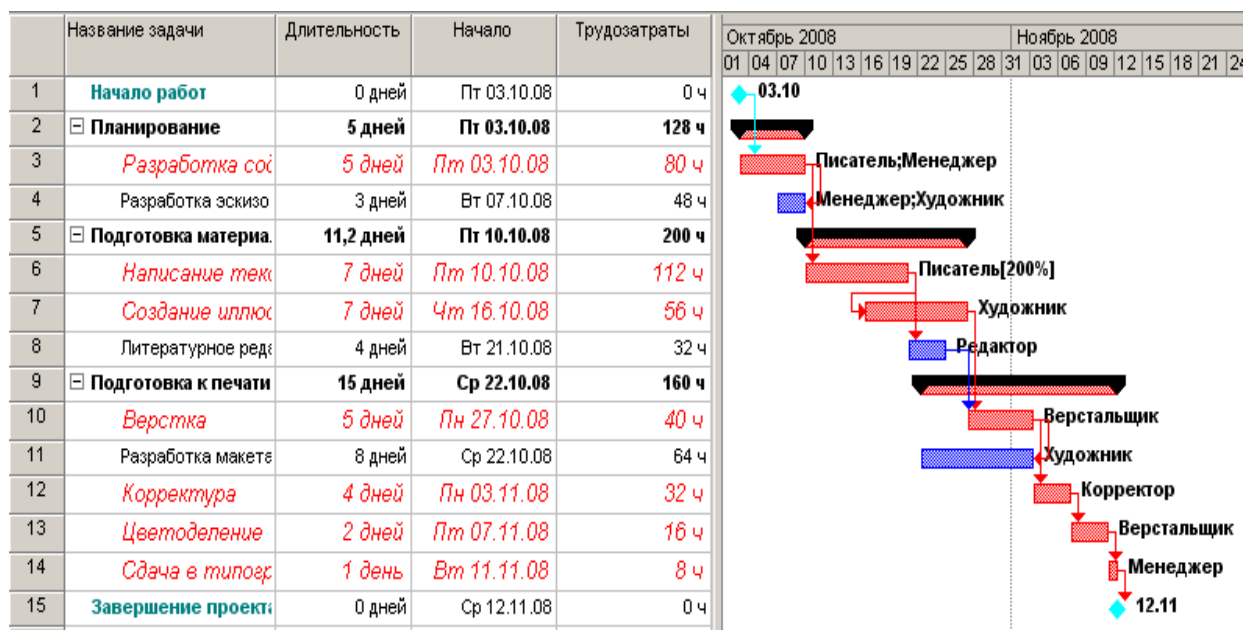 Название задачи Длительность Начало Трудозатраты Октябрь 2008 Ноябрь 2008
01 04 07 10 13 16 19 22 25 28 31 03 06 09 12 15 18 21 24
1 Начало работ 0 дней Пт 03.10.08 0 ч 03.10
2 Планирование 5 дней Пт 03.10.08 128 ч
3 Разработка сод 5 дней Пт 03.10.08 80 ч Писатель;Менеджер
4 Разработка эскизо 3 дней Вт 07.10.08 48 ч Менеджер;Художник
5 Подготовка материа. 11,2 дней Пт 10.10.08 200 ч
6 Написание тек 7 дней Пт 10.10.08 112 ч Писатель[200%]
7 Создание иллюс 7 дней Чт 16.10.08 56 ч Художник
8 Литературное реда 4 дней Вт 21.10.08 32 ч Редактор
9 Подготовка к печати 15 дней Ср 22.10.08 160 ч
10 Верстка 5 дней Пн 27.10.08 40 ч Верстальщик
11 Разработка макета 8 дней Ср 22.10.08 64 ч Художник
12 Корректура 4 дней Пн 03.11.08 32 ч Корректор
13 Цветоделение 2 дней Пт 07.11.08 16 ч Верстальщик
14 Сдача в типогр 1 день Вт 11.11.08 8 ч Менеджер
15 Завершение проекта 0 дней Ср 12.11.08 0 ч 12.11